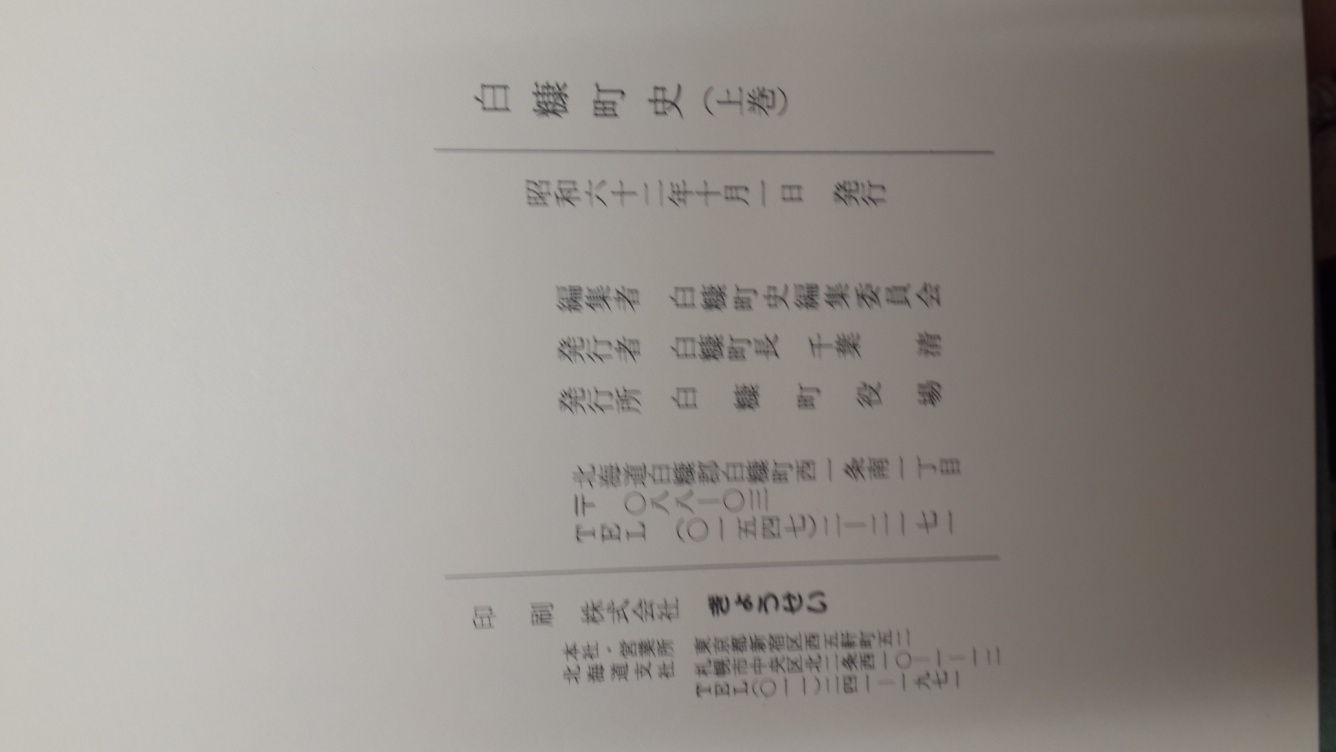 白糠町史(上巻)
昭和六十二年十月一日　発行
編集者　白糠町史編集委員会
発行者　白糠町長　千葉　清
発行所　白糠町役場
北海道白糠郡白糠町西一条南一丁目
〒　〇八八―〇三
TEL　(〇一五四七)二―二一七一
印刷　株式会社　ぎょうせい
本社・営業所　東京都新宿区西五軒町五二
北海道支社　札幌市中央区北二条西一〇―一―一二
TEL(〇一一)二四一―一九七一